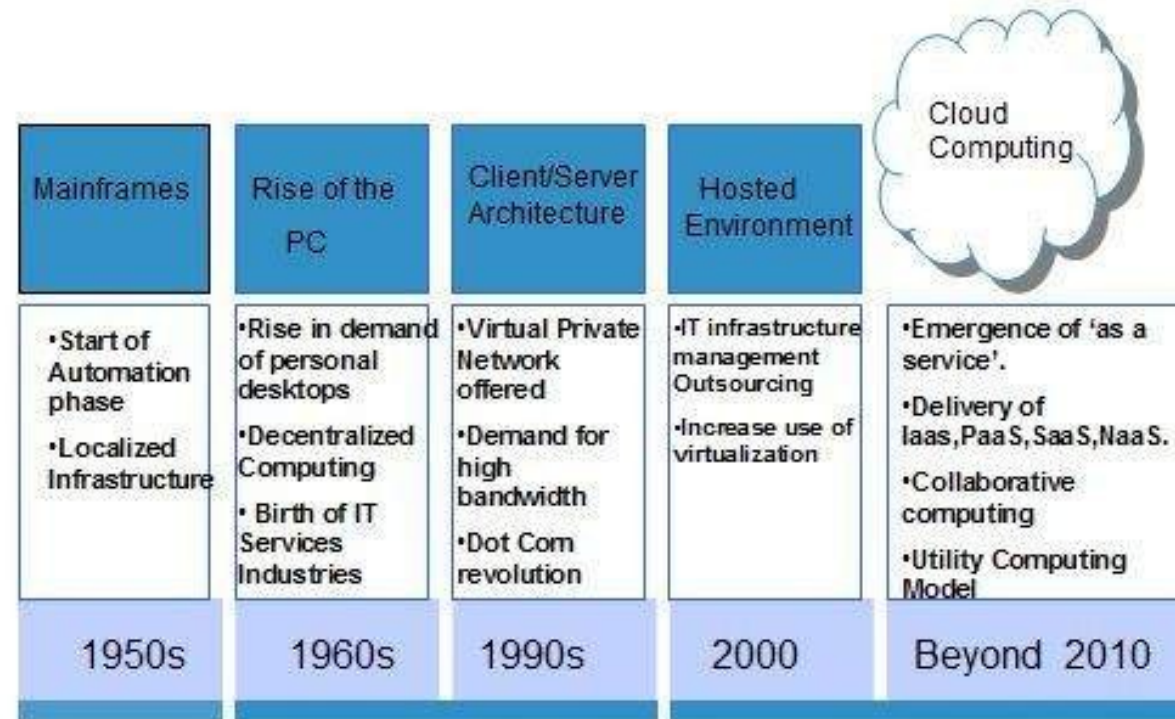 Mainframes
•Start of
Automation
phase
•Localized
Infrastructure
1950s
Rise of the
PC
•Rise in demand
of personal
desktops
•Decentralized
Computing
• Birth of IT
Services
Industries
1960s
Client/Server
Architecture
•Virtual Private
Network
offered
•Demand for
high
bandwidth
•Dot Com
revolution
1990s
Hosted
Environment
•IT infrastructure
management
Outsourcing
•Increase use of
virtualization
2000
Cloud
Computing
•Emergence of ‘as a
service’.
•Delivery of
Iaas,PaaS,SaaS,NaaS.
•Collaborative
computing
•Utility Computing
Model
Beyond 2010